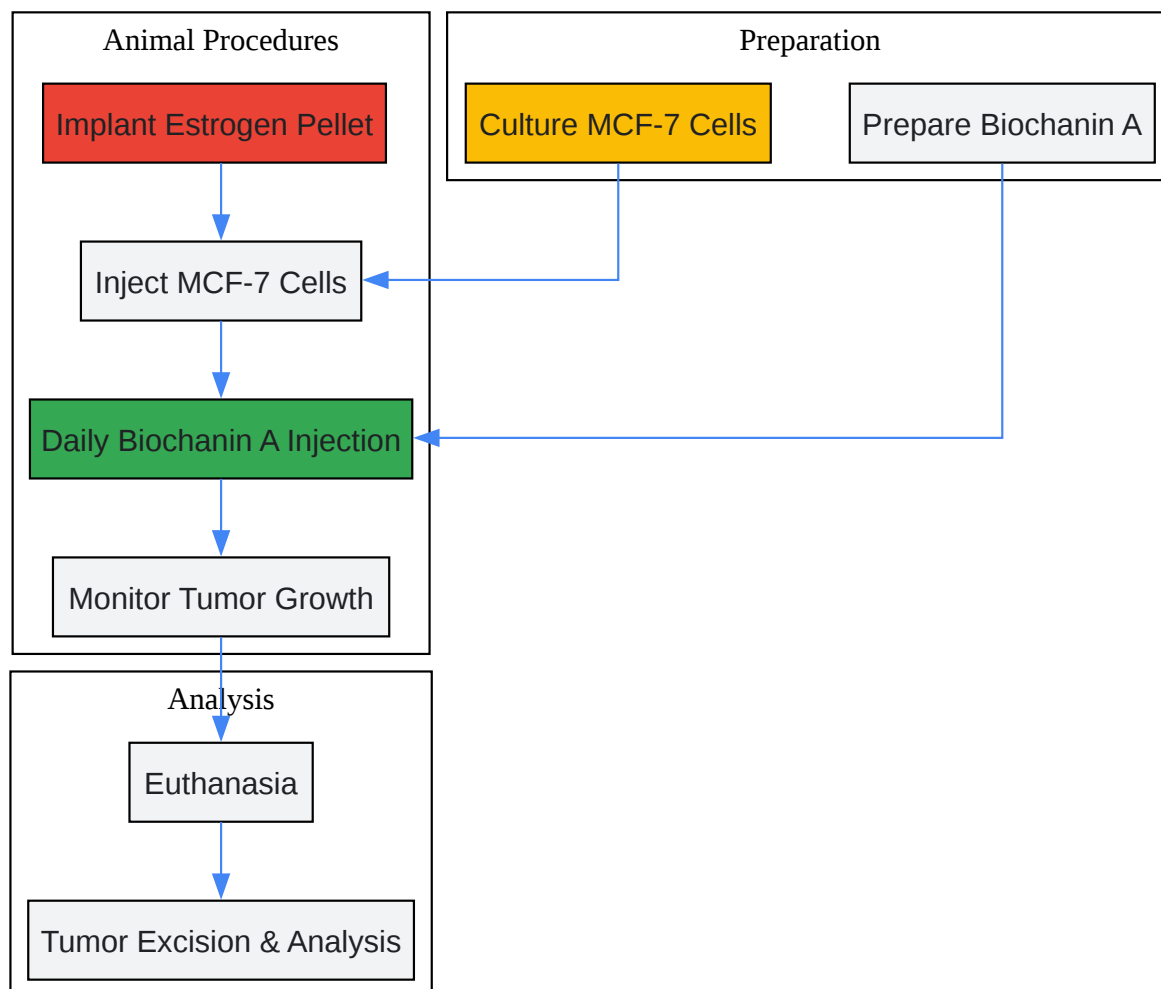 Animal Procedures
Preparation
Implant Estrogen Pellet
Culture MCF-7 Cells
Prepare Biochanin A
Inject MCF-7 Cells
Daily Biochanin A Injection
Monitor Tumor Growth
Analysis
Euthanasia
Tumor Excision & Analysis